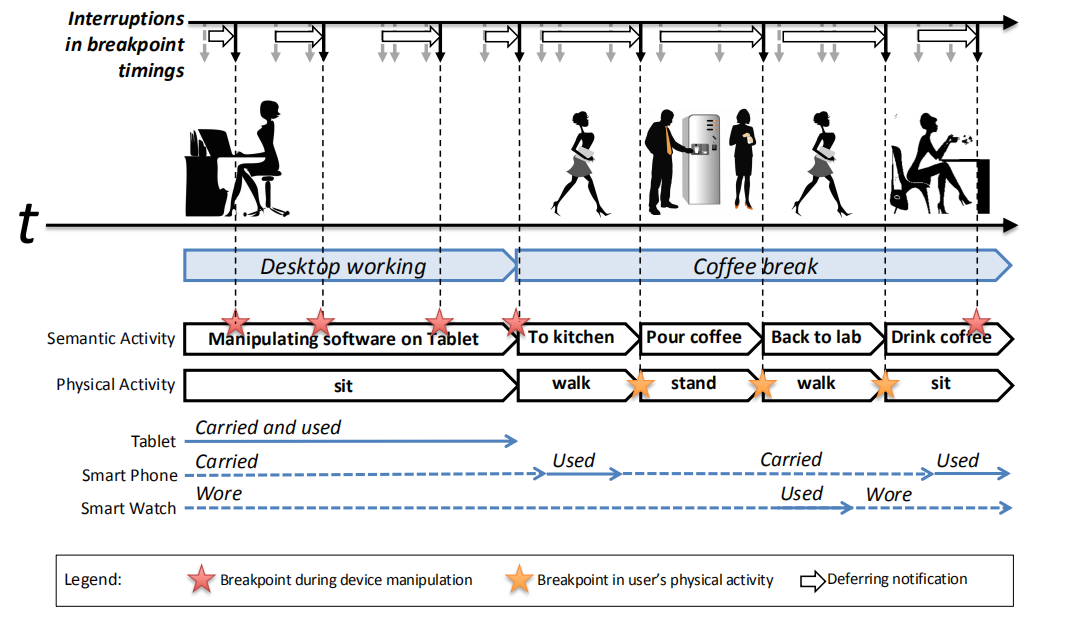 Interruptions
in breakpoint
timings
t
Desktop working
Coffee break
Semantic Activity
Manipulating software on Tablet
To kitchen
Pour coffee
Back to lab
Drink coffee
Physical Activity
sit
walk
stand
walk
sit
Tablet
Carried and used
Smart Phone
Carried
Used
Carried
Used
Smart Watch
Wore
Used
Wore
Legend:
Breakpoint during device manipulation
Breakpoint in user's physical activity
Deferring notification